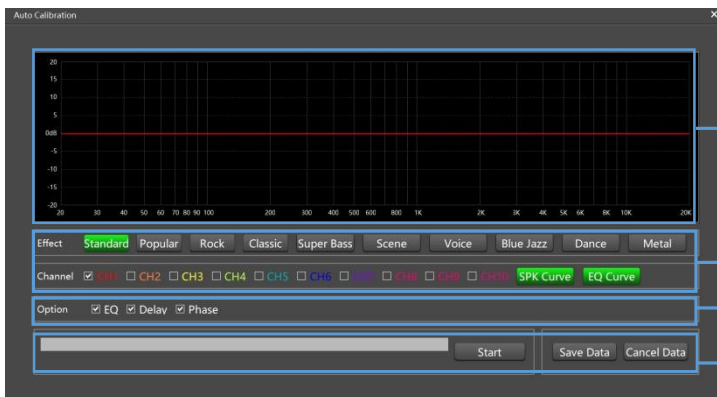 Auto Calibration
20
15
10
5
0dB
-5
-10
-15
-20
20 30 40 50 60 70 80 90 100 200 300 400 500 600 800 1K 2K 3K 4K 5K 6K 8K 10K 20K
Effect Standard Popular Rock Classic Super Bass Scene Voice Blue Jazz Dance Metal
Channel CH1 CH2 CH3 CH4 CH5 CH6 CH7 CH8 CH9 CH10 SPK Curve EQ Curve
Option EQ Delay Phase
Start Save Data Cancel Data